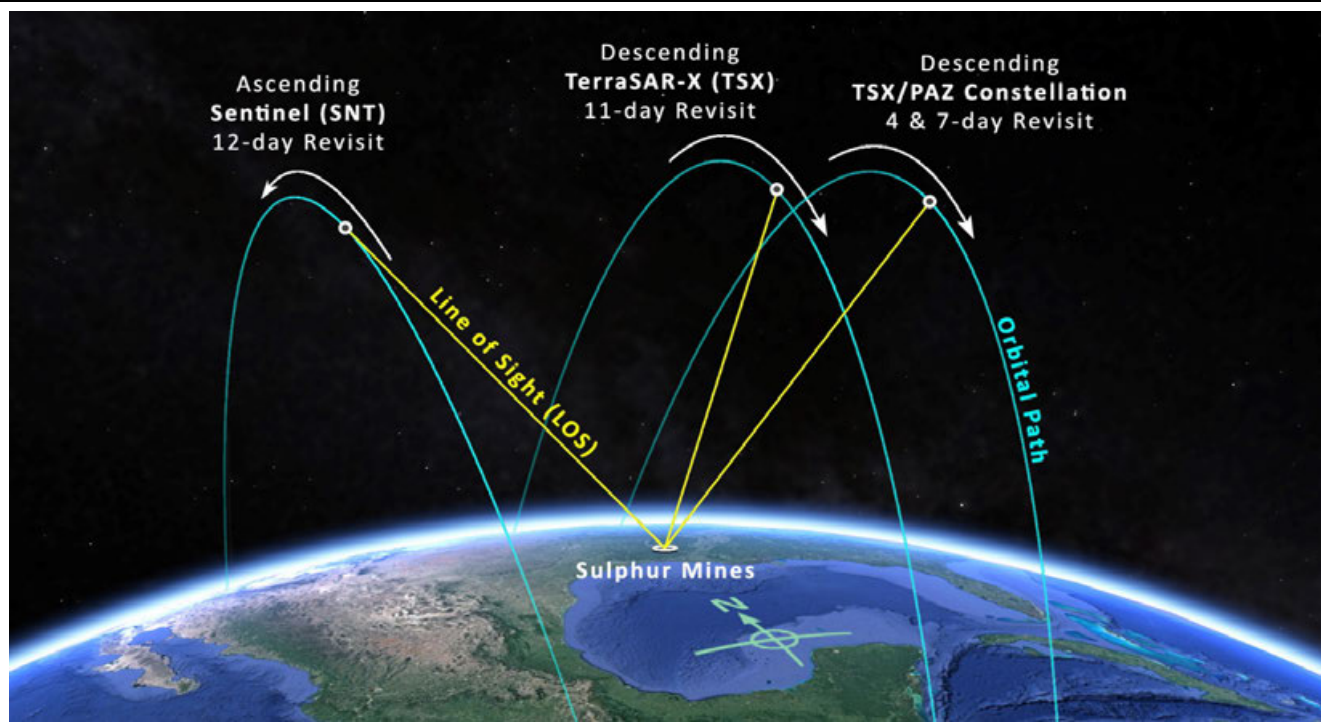 Ascending
Sentinel (SNT)
12-day Revisit
Descending
TerraSAR-X (TSX)
11-day Revisit
Descending
TSX/PAZ Constellation
4 & 7-day Revisit
Line of Sight (LOS)
Orbital Path
Sulphur Mines
N